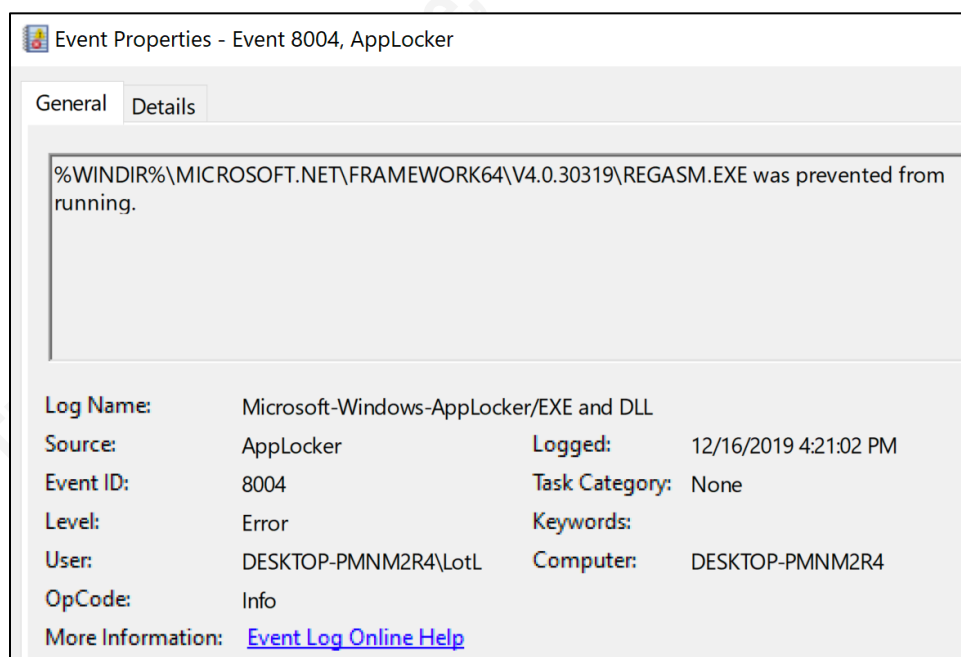 Event Properties - Event 8004, AppLocker
General Details
%WINDIR%\MICROSOFT.NET\FRAMEWORK64\V4.0.30319\REGASM.EXE was prevented from
running.
Log Name: Microsoft-Windows-AppLocker/EXE and DLL
Source: AppLocker Logged: 12/16/2019 4:21:02 PM
Event ID: 8004 Task Category: None
Level: Error Keywords:
User: DESKTOP-PMNM2R4\LotL Computer: DESKTOP-PMNM2R4
OpCode: Info
More Information: Event Log Online Help